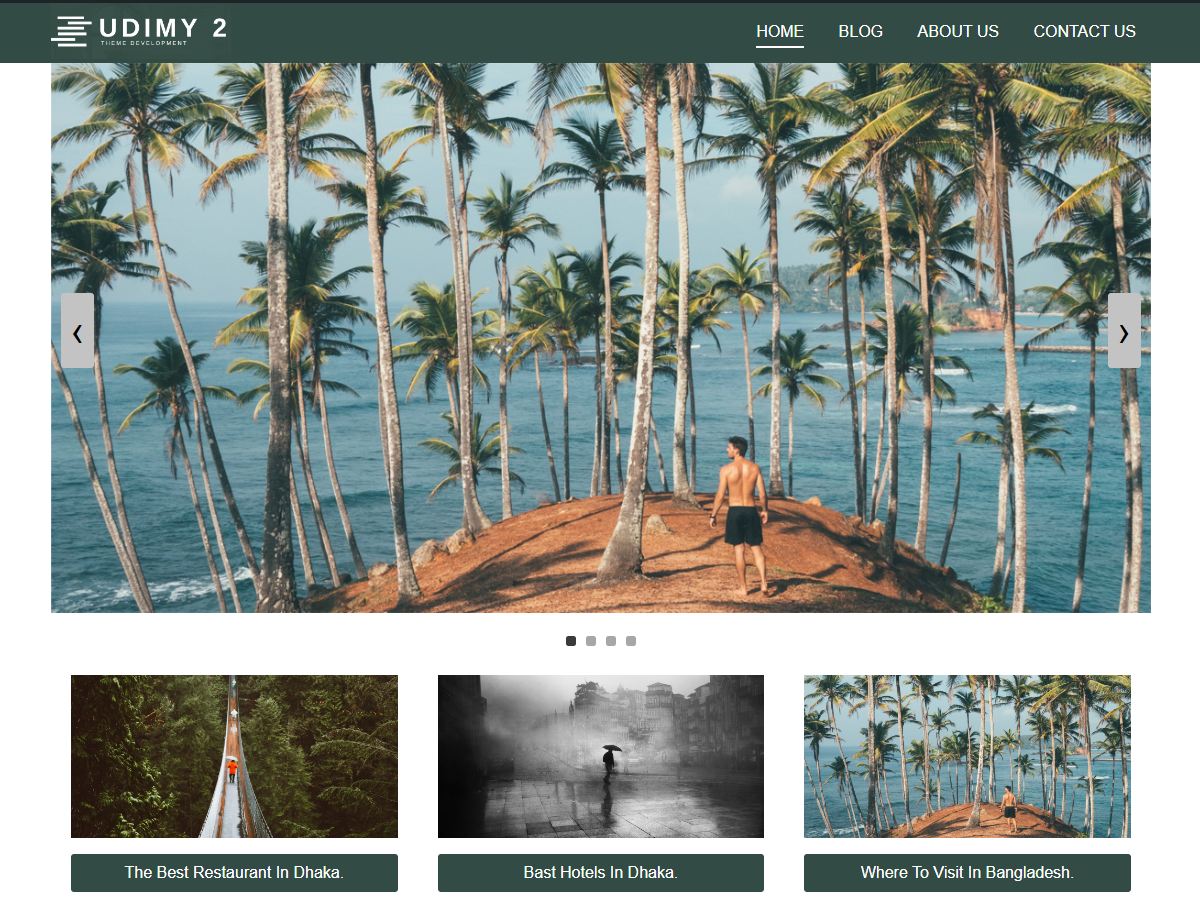 UDIMY 2
THEME DEVELOPMENT
HOME BLOG ABOUT US CONTACT US
The Best Restaurant In Dhaka.
Bast Hotels In Dhaka.
Where To Visit In Bangladesh.